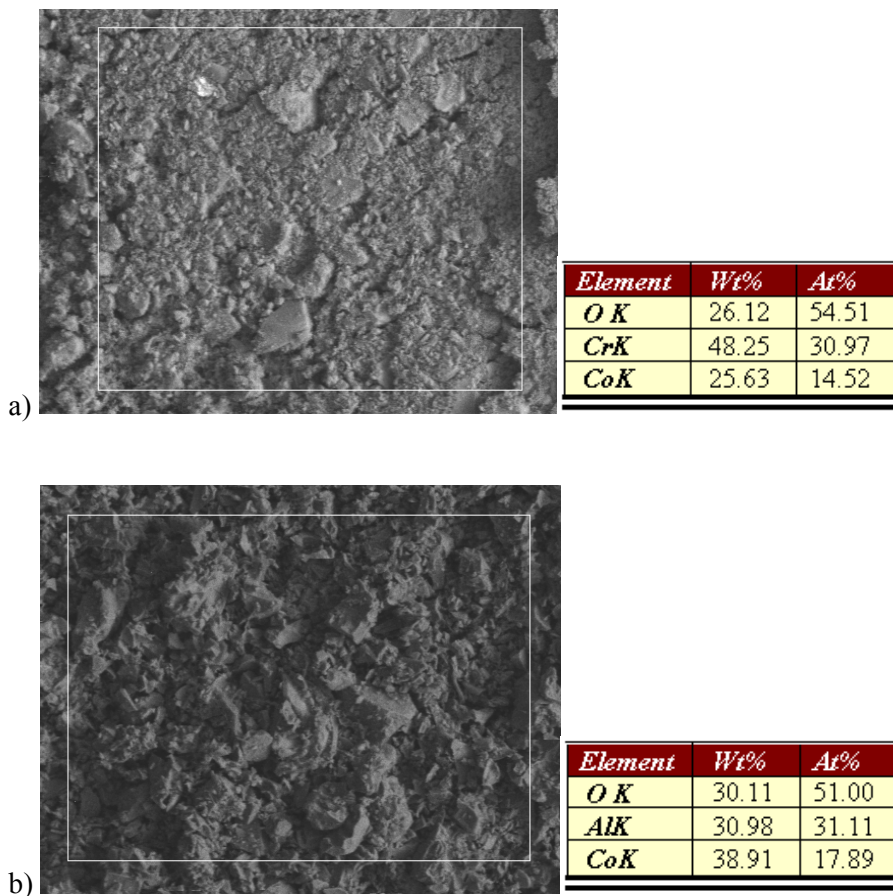 Element Wt% At%
O K 26.12 54.51
CrK 48.25 30.97
CoK 25.63 14.52
a)
Element Wt% At%
O K 30.11 51.00
AlK 30.98 31.11
CoK 38.91 17.89
b)